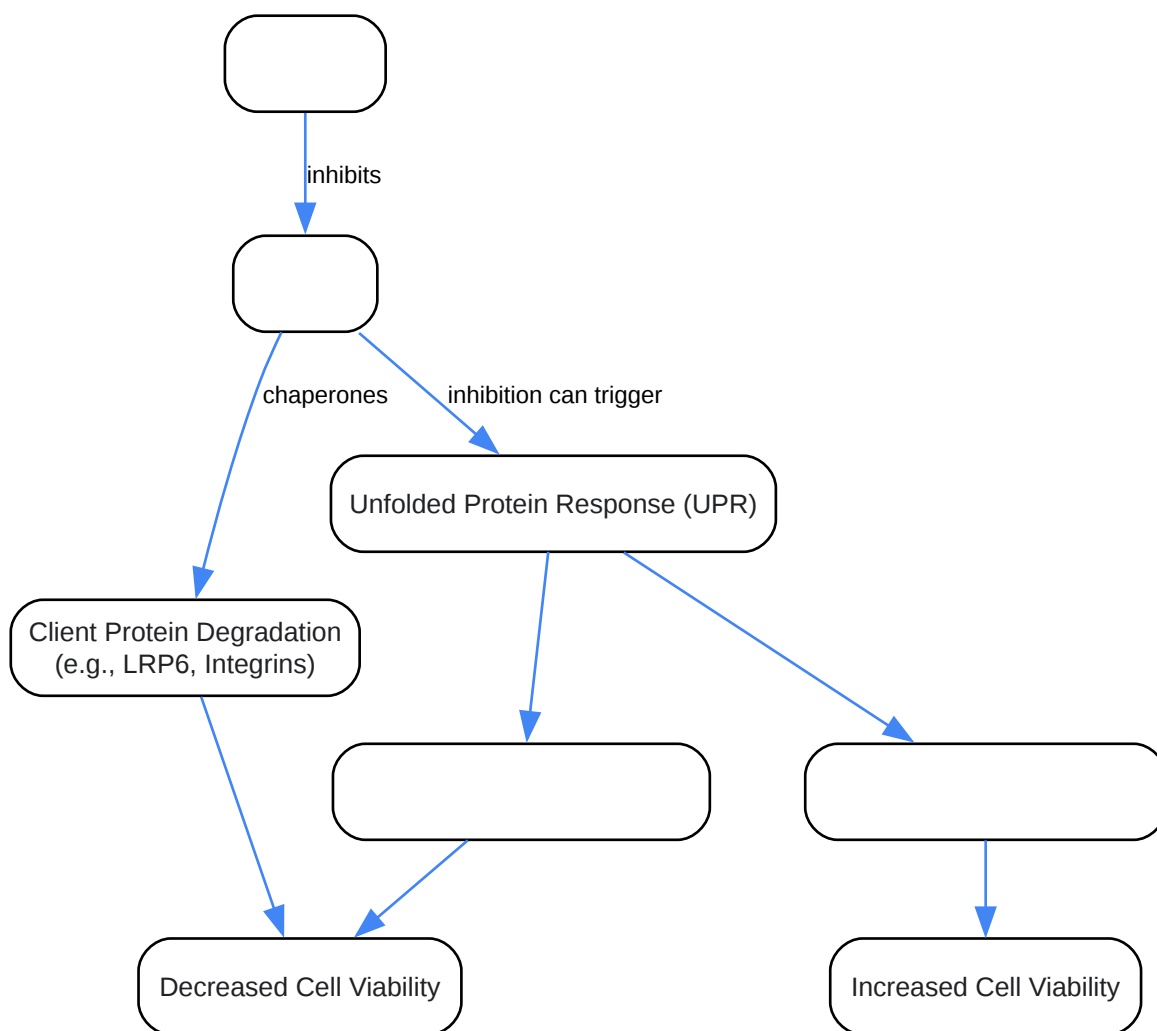 inhibits
chaperones
inhibition can trigger
Unfolded Protein Response (UPR)
Client Protein Degradation
(e.g., LRP6, Integrins)
Decreased Cell Viability
Increased Cell Viability